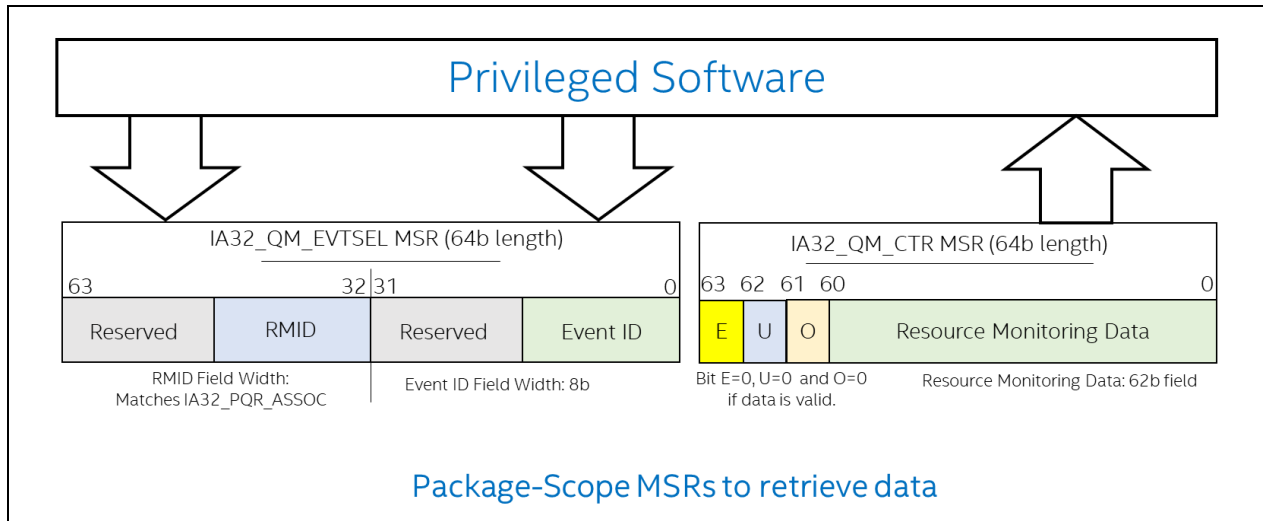 Privileged Software
IA32_QM_EVTSEL MSR (64b length)
63 32 31 0
Reserved RMID Reserved Event ID
RMID Field Width:
Matches IA32_PQR_ASSOC
Event ID Field Width: 8b
IA32_QM_CTR MSR (64b length)
63 62 61 60 0
E U O Resource Monitoring Data
Bit E=0, U=0 and O=0
if data is valid.
Resource Monitoring Data: 62b field
Package-Scope MSRs to retrieve data